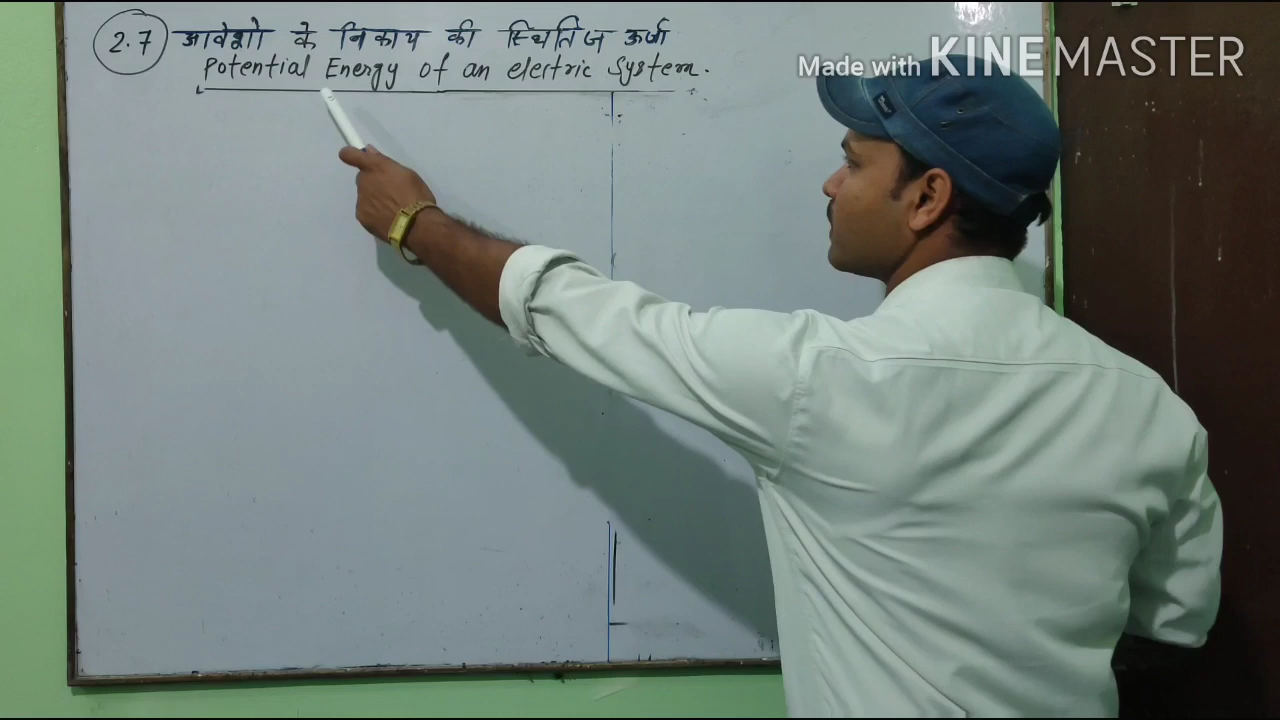 2.7 आवेशो के निकाय की स्थितिज ऊर्जा
Potential Energy of an electric System.
Made with KINEMASTER